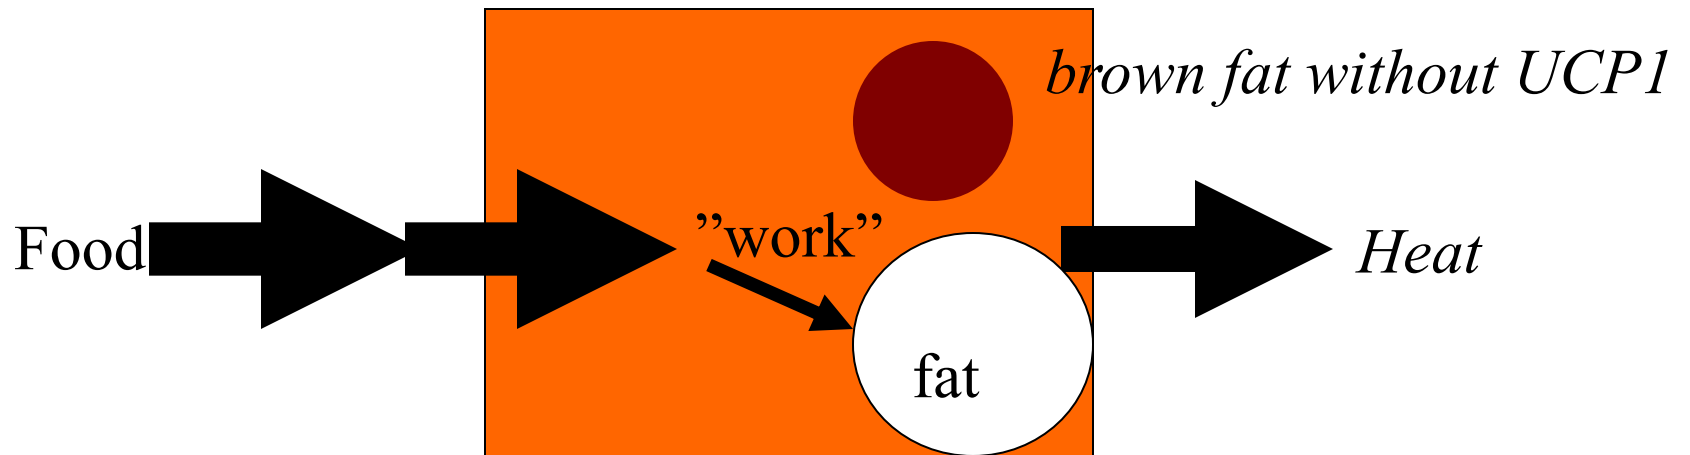 brown fat without UCP1
Food
”work”
Heat
fat